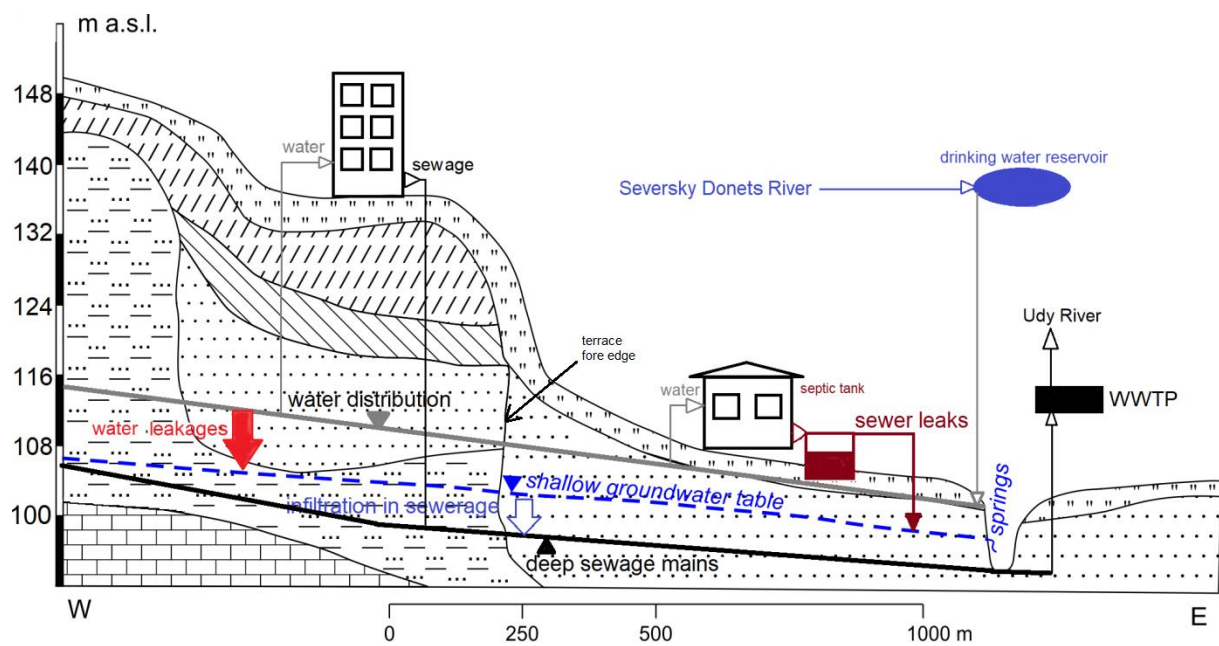 m a.s.l.
148
140
132
124
116
108
100
water
sewage
drinking water reservoir
Seversky Donets River
Udy River
WWTP
terrace
fore edge
water
septic tank
sewer leaks
water distribution
water leakages
shallow groundwater table
infiltration in sewerage
springs
deep sewage mains
W
E
0
250
500
1000 m